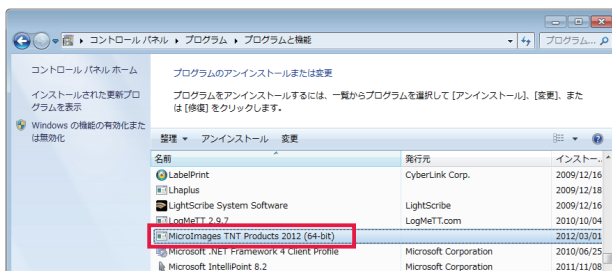 コントロール パネル ▸ プログラム ▸ プログラムと機能
プログラム...
コントロール パネル ホーム
インストールされた更新プログラムを表示
Windows の機能の有効化または無効化
プログラムのアンインストールまたは変更
プログラムをアンインストールするには、一覧からプログラムを選択して [アンインストール]、[変更]、また
は [修復] をクリックします。
整理 ▼ アンインストール 変更
名前 発行元 インストー...
LabelPrint CyberLink Corp. 2009/12/16
Lhaplus 2009/12/18
LightScribe System Software LightScribe 2009/12/16
LogMeTT 2.9.7 LogMeTT.com 2010/10/04
MicroImages TNT Products 2012 (64-bit) 2012/03/01
Microsoft .NET Framework 4 Client Profile Microsoft Corporation 2010/06/25
Microsoft IntelliPoint 8.2 Microsoft Corporation 2011/11/08